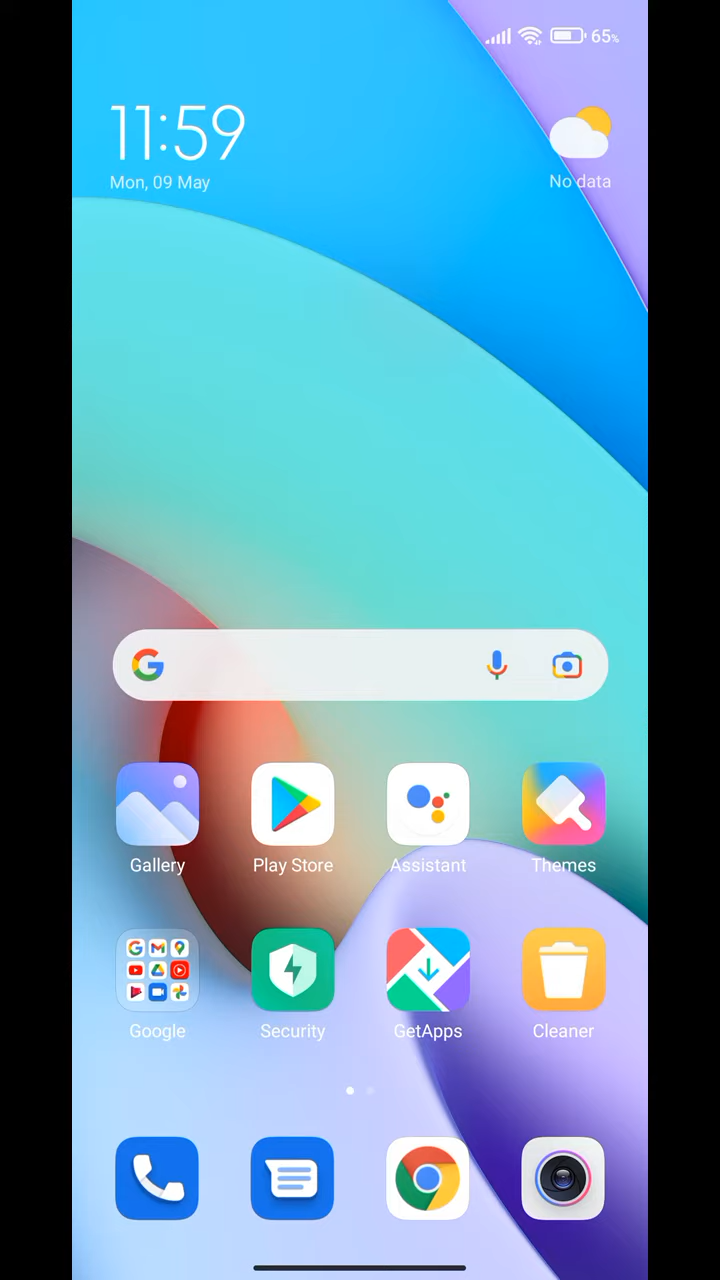 65%
11:59
Mon, 09 May
No data
Gallery
Play Store
Assistant
Themes
Google
Security
GetApps
Cleaner